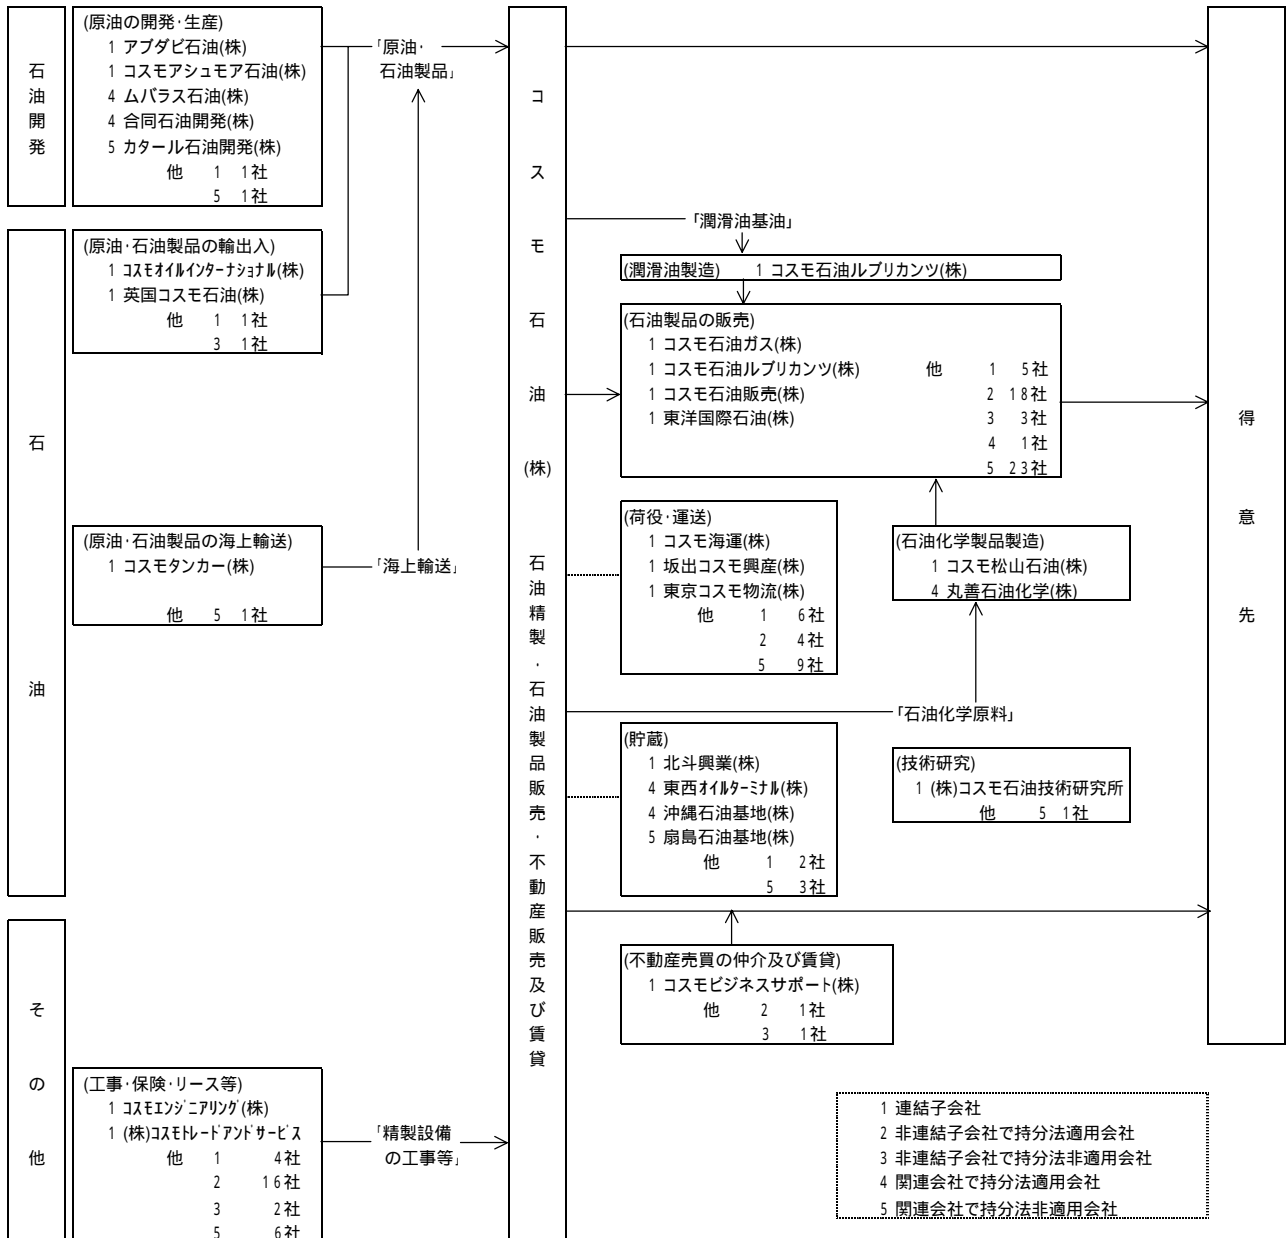 石油開発
(原油の開発･生産)
1 アブダビ石油(株)
1 コスモアシュモア石油(株)
4 ムバラス石油(株)
4 合同石油開発(株)
5 カタール石油開発(株)
他 1 1社
5 1社
｢原油･
石油製品｣
石油
(原油･石油製品の輸出入)
1 ｺｽﾓｵｲﾙｲﾝﾀｰﾅｼｮﾅﾙ(株)
1 英国コスモ石油(株)
他 1 1社
3 1社
(原油･石油製品の海上輸送)
1 コスモタンカー(株)
他 5 1社
｢海上輸送｣
その他
(工事･保険･リース等)
1 ｺｽﾓｴﾝｼﾞﾆｱﾘﾝｸﾞ(株)
1 (株)ｺｽﾓﾄﾚｰﾄﾞｱﾝﾄﾞｻｰﾋﾞｽ
他 1 4社
2 16社
3 2社
5 6社
｢精製設備
の工事等｣
コスモ石油(株)
石油精製･石油製品販売･不動産販売及び賃貸
｢潤滑油基油｣
(潤滑油製造) 1 コスモ石油ルブリカンツ(株)
(石油製品の販売)
1 コスモ石油ガス(株)
1 コスモ石油ルブリカンツ(株) 他 1 5社
1 コスモ石油販売(株) 2 18社
1 東洋国際石油(株) 3 3社
4 1社
5 23社
(荷役･運送)
1 コスモ海運(株)
1 坂出コスモ興産(株)
1 東京コスモ物流(株)
他 1 6社
2 4社
5 9社
(石油化学製品製造)
1 コスモ松山石油(株)
4 丸善石油化学(株)
｢石油化学原料｣
(貯蔵)
1 北斗興業(株)
4 東西ｵｲﾙﾀｰﾐﾅﾙ(株)
4 沖縄石油基地(株)
5 扇島石油基地(株)
他 1 2社
5 3社
(技術研究)
1 (株)コスモ石油技術研究所
他 5 1社
(不動産売買の仲介及び賃貸)
1 コスモビジネスサポート(株)
他 2 1社
3 1社
得意先
1 連結子会社
2 非連結子会社で持分法適用会社
3 非連結子会社で持分法非適用会社
4 関連会社で持分法適用会社
5 関連会社で持分法非適用会社